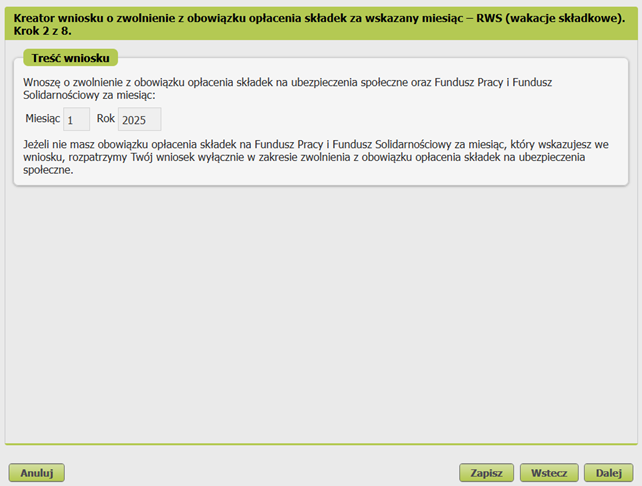 Kreator wniosku o zwolnienie z obowiązku opłacenia składek za wskazany miesiąc – RWS (wakacje składkowe).
Krok 2 z 8.
Treść wniosku
Wnoszę o zwolnienie z obowiązku opłacenia składek na ubezpieczenia społeczne oraz Fundusz Pracy i Fundusz
Solidarnościowy za miesiąc:
Miesiąc 1 Rok 2025
Jeżeli nie masz obowiązku opłacenia składek na Fundusz Pracy i Fundusz Solidarnościowy za miesiąc, który wskazujesz we
wniosku, rozpatrzymy Twój wniosek wyłącznie w zakresie zwolnienia z obowiązku opłacenia składek na ubezpieczenia
społeczne.
Anuluj Zapisz Wstecz Dalej